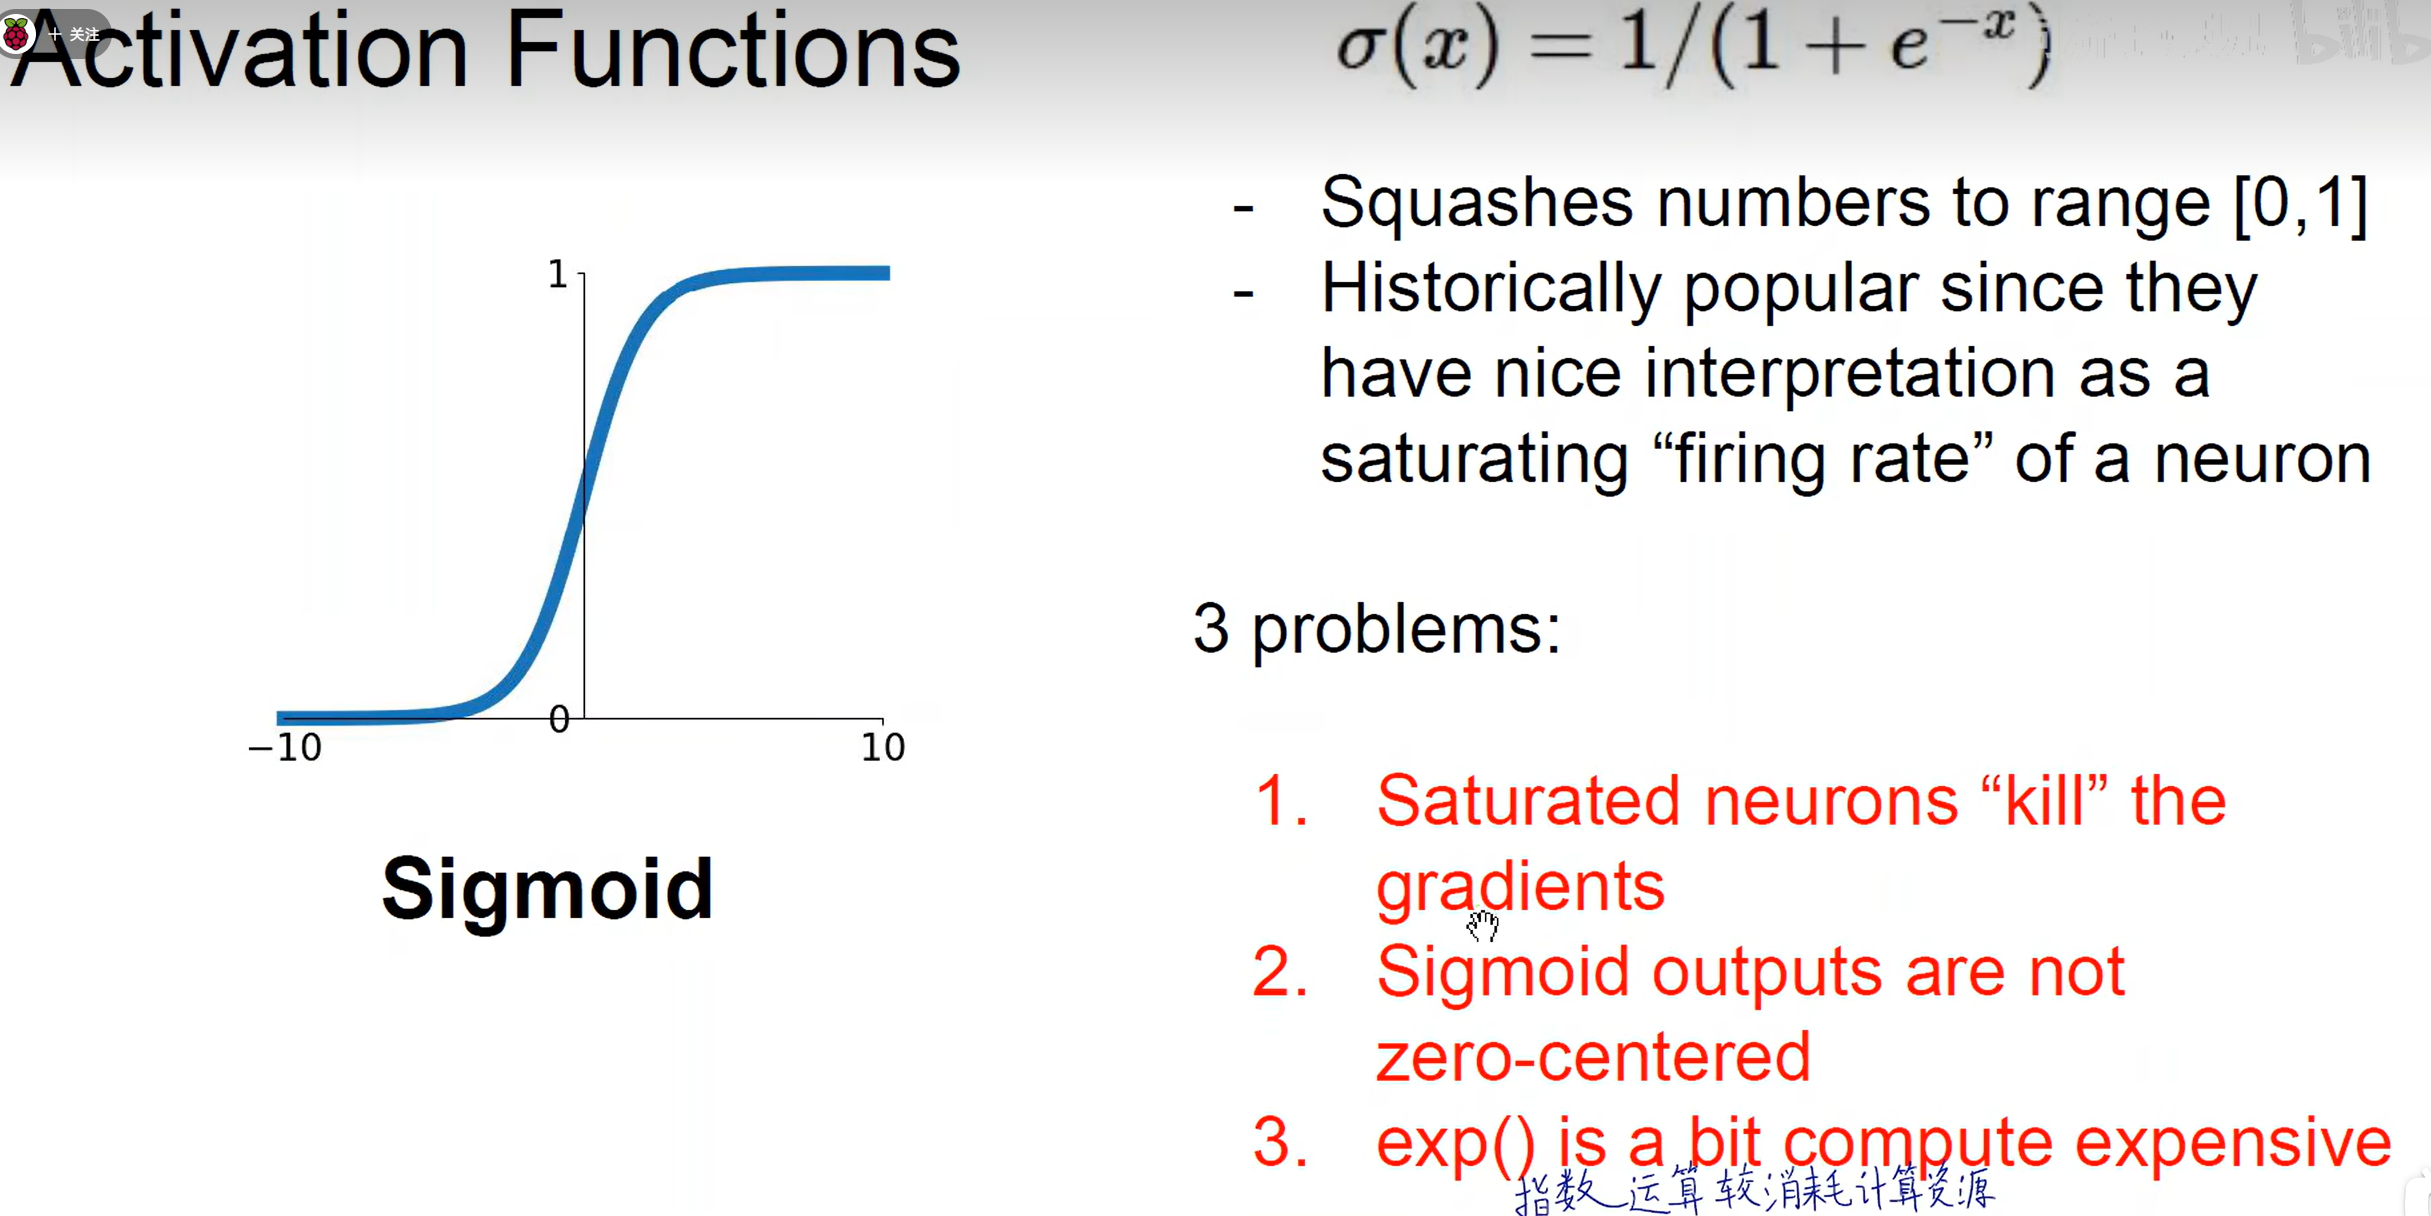 Activation Functions
+ 关注
σ(x) = 1/(1 + e^{−x})
- Squashes numbers to range [0,1]
- Historically popular since they
have nice interpretation as a
saturating “firing rate” of a neuron
1
0
−10
10
Sigmoid
3 problems:
1. Saturated neurons “kill” the
gradients
2. Sigmoid outputs are not
zero-centered
3. exp() is a bit compute expensive
指数运算较消耗计算资源